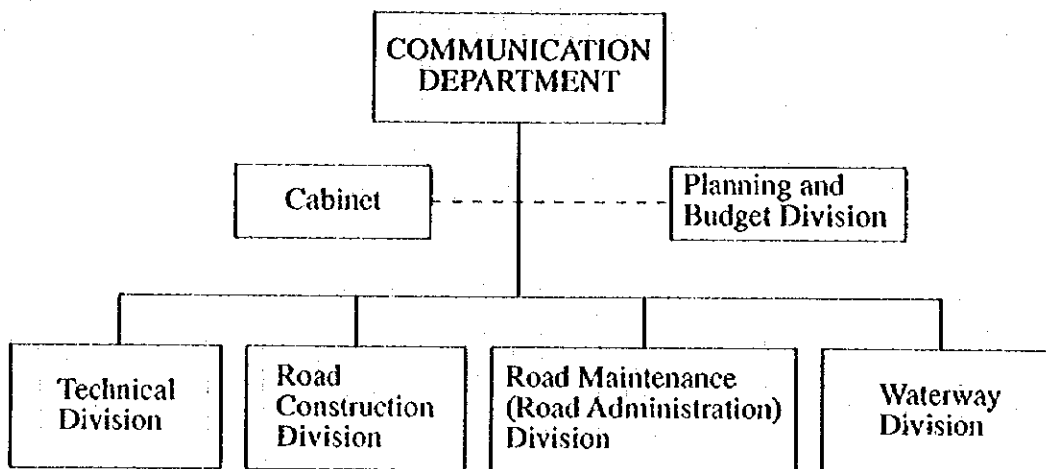 COMMUNICATION
DEPARTMENT
Cabinet
Planning and
Budget Division
Technical
Division
Road
Construction
Division
Road Maintenance
(Road Administration)
Division
Waterway
Division